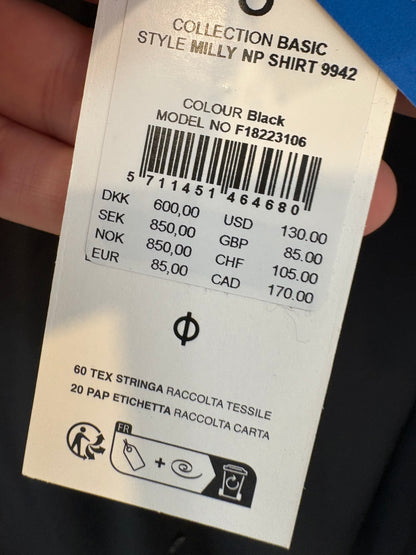 COLLECTION BASIC
STYLE MILLY NP SHIRT 9942
COLOUR Black
MODEL NO F18223106
5 711451 464680
DKK 600,00 USD 130.00
SEK 850,00 GBP 85.00
NOK 850,00 CHF 105.00
EUR 85,00 CAD 170.00
60 TEX STRINGA RACCOLTA TESSILE
20 PAP ETICHETTA RACCOLTA CARTA
FR
+